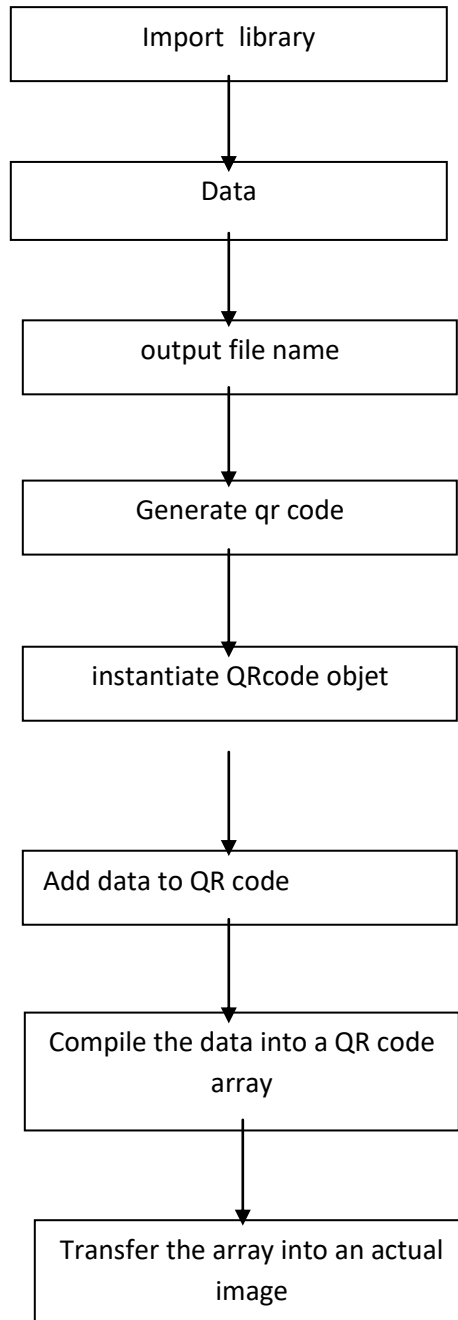 Import  library
Data
output file name
Generate qr code
instantiate QRcode objet
Add data to QR code
Compile the data into a QR code
array
Transfer the array into an actual
image